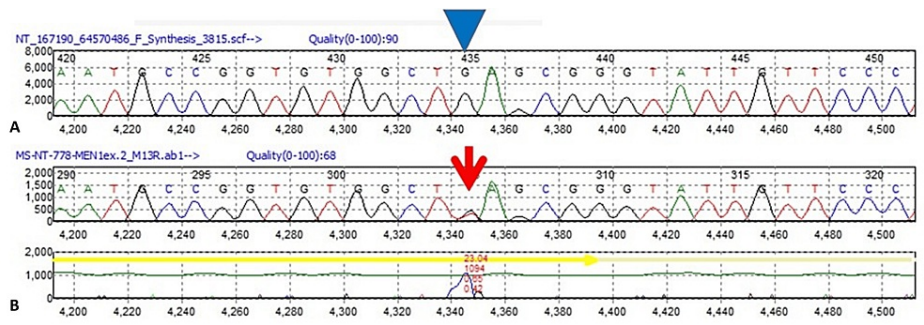 NT_167190_64570486_F_Synthesis_3815.scf--> Quality(0-100):90
8,000 420 425 430 435 440 445 450
6,000 A A T G C C G G T G T G G C T G A G C G G G T A T T G T T C C C
4,000
2,000
0
A 4,200 4,220 4,240 4,260 4,280 4,300 4,320 4,340 4,360 4,380 4,400 4,420 4,440 4,460 4,480 4,500
MS-NT-778-MEN1ex.2_M13R.ab1--> Quality(0-100):68
2,000 290 295 300 310 315 320
1,500 A A T G C C G G T G T G G C T A G C G G G T A T T G T T C C C
1,000
500
0
4,200 4,220 4,240 4,260 4,280 4,300 4,320 4,340 4,360 4,380 4,400 4,420 4,440 4,460 4,480 4,500
2,000 23.04
1,000 1094
0
B 4,200 4,220 4,240 4,260 4,280 4,300 4,320 4,340 4,360 4,380 4,400 4,420 4,440 4,460 4,480 4,500